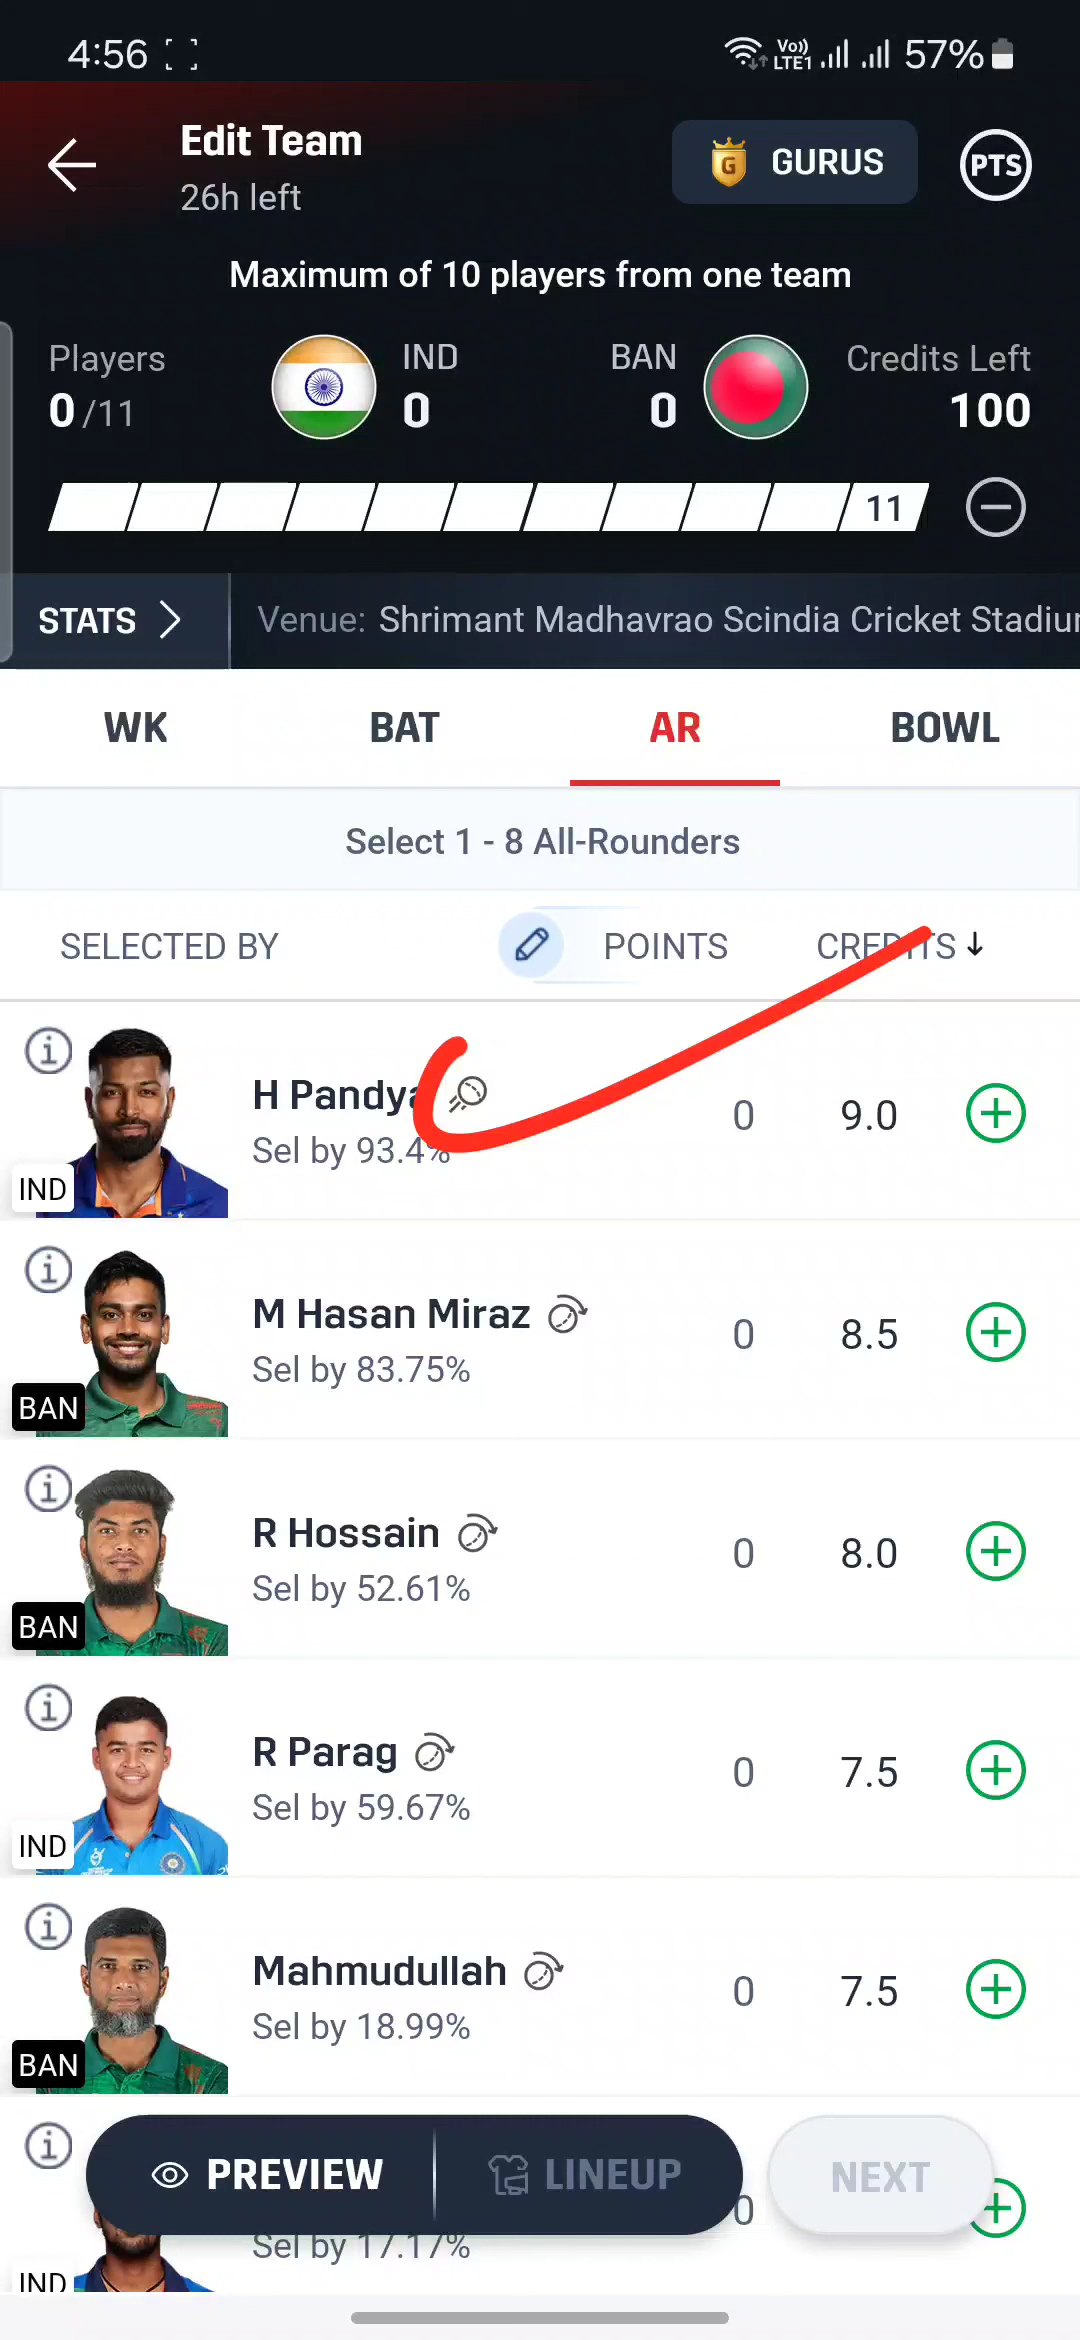 4:56 Vo)) LTE1 57%
Edit Team
26h left
G GURUS
PTS
Maximum of 10 players from one team
Players
0/11
IND
0
BAN
0
Credits Left
100
11
STATS
Venue: Shrimant Madhavrao Scindia Cricket Stadiu
WK BAT AR BOWL
Select 1 - 8 All-Rounders
SELECTED BY POINTS CREDITS
H Pandya
Sel by 93.4%
IND
0 9.0
M Hasan Miraz
Sel by 83.75%
BAN
0 8.5
R Hossain
Sel by 52.61%
BAN
0 8.0
R Parag
Sel by 59.67%
IND
0 7.5
Mahmudullah
Sel by 18.99%
BAN
0 7.5
PREVIEW LINEUP NEXT
0
Sel by 17.17%
IND